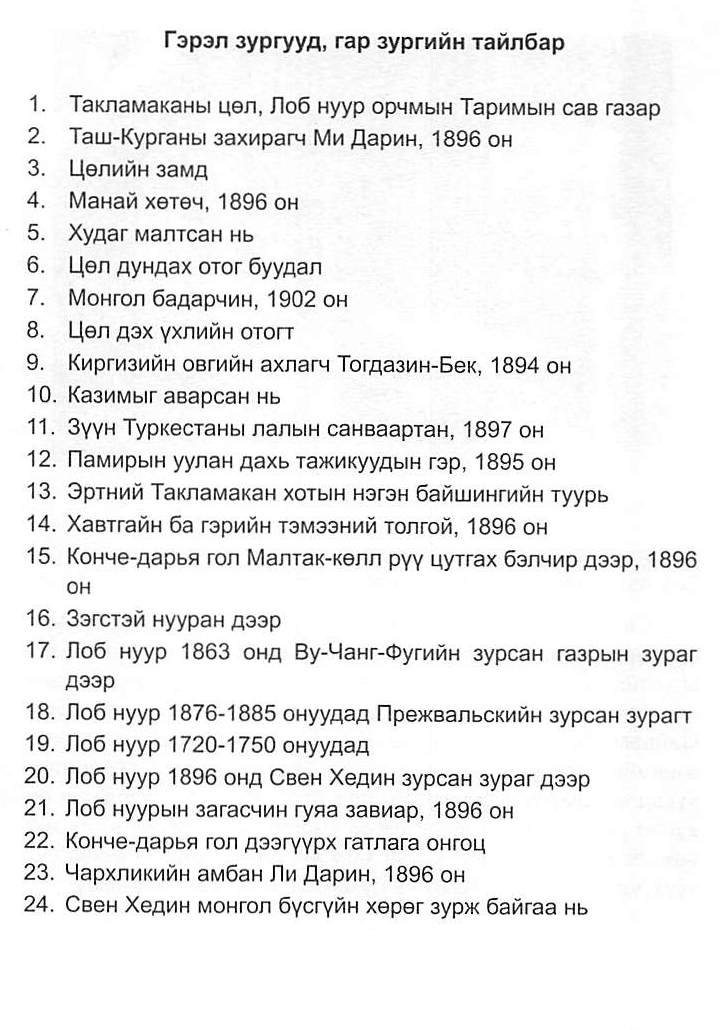 Гэрэл зургууд, гар зургийн тайлбар
1. Такламаканы цөл, Лоб нуур орчмын Таримын сав газар
2. Таш-Курганы захирагч Ми Дарин, 1896 он
3. Цөлийн замд
4. Манай хөтөч, 1896 он
5. Худаг малтсан нь
6. Цөл дундах отог буудал
7. Монгол бадарчин, 1902 он
8. Цөл дэх үхлийн отогт
9. Киргизийн овгийн ахлагч Тогдазин-Бек, 1894 он
10. Казимыг аварсан нь
11. Зүүн Туркестаны лалын санваартан, 1897 он
12. Памирын уулан дахь тажикуудын гэр, 1895 он
13. Эртний Такламакан хотын нэгэн байшингийн туурь
14. Хавтгайн ба гэрийн тэмээний толгой, 1896 он
15. Конче-дарья гол Малтак-көлл рүү цутгах бэлчир дээр, 1896
он
16. Зэгстэй нууран дээр
17. Лоб нуур 1863 онд Ву-Чанг-Фугийн зурсан газрын зураг
дээр
18. Лоб нуур 1876-1885 онуудад Прежвальскийн зурсан зурагт
19. Лоб нуур 1720-1750 онуудад
20. Лоб нуур 1896 онд Свен Хедин зурсан зураг дээр
21. Лоб нуурын загасчин гуяа завиар, 1896 он
22. Конче-дарья гол дээгүүрх гатлага онгоц
23. Чархликийн амбан Ли Дарин, 1896 он
24. Свен Хедин монгол бүсгүйн хөрөг зурж байгаа нь